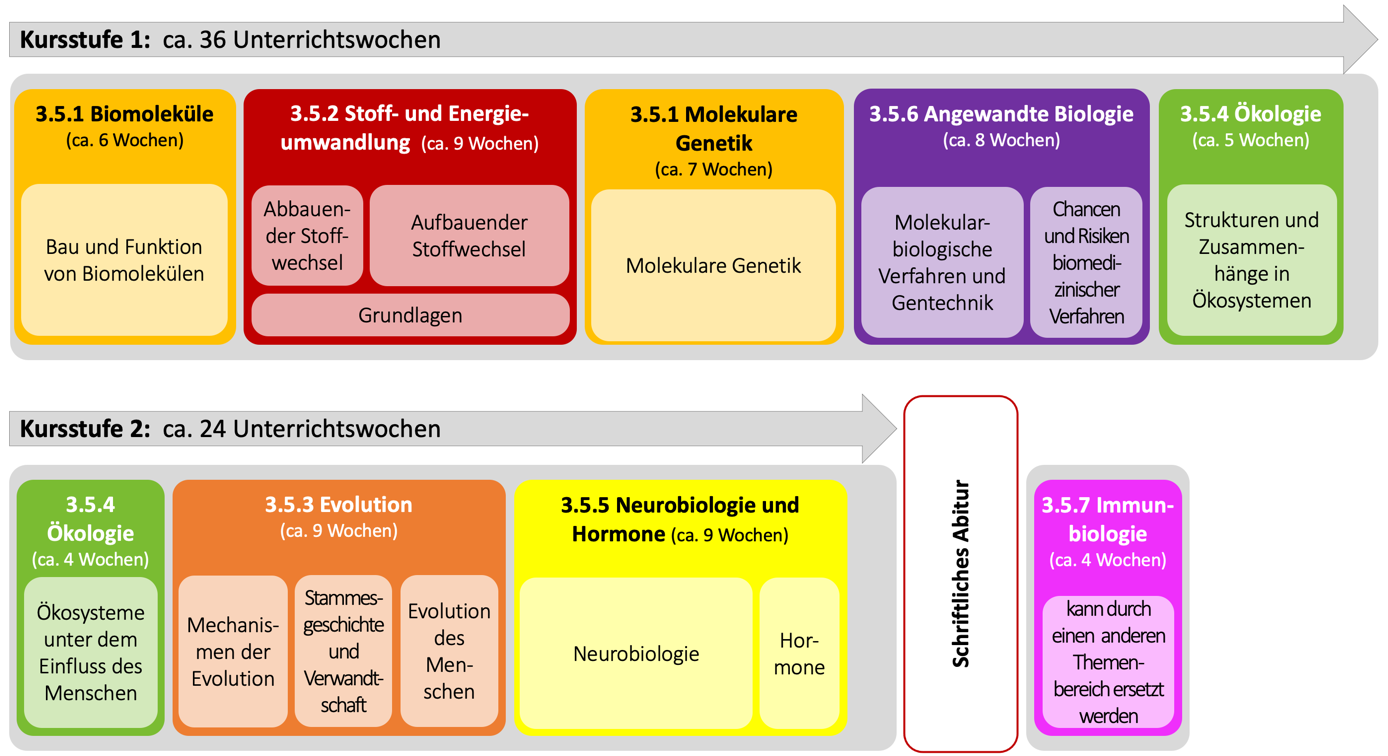 Kursstufe 1: ca. 36 Unterrichtswochen
3.5.1 Biomoleküle
(ca. 6 Wochen)
Bau und Funktion
von Biomolekülen
3.5.2 Stoff- und Energie-
umwandlung (ca. 9 Wochen)
Abbauen-
der Stoff-
wechsel
Aufbauender
Stoffwechsel
Grundlagen
3.5.1 Molekulare
Genetik
(ca. 7 Wochen)
Molekulare Genetik
3.5.6 Angewandte Biologie
(ca. 8 Wochen)
Molekular-
biologische
Verfahren und
Gentechnik
Chancen
und Risiken
biomedi-
zinischer
Verfahren
3.5.4 Ökologie
(ca. 5 Wochen)
Strukturen und
Zusammen-
hänge in
Ökosystemen
Kursstufe 2: ca. 24 Unterrichtswochen
3.5.4
Ökologie
(ca. 4 Wochen)
Ökosysteme
unter dem
Einfluss des
Menschen
3.5.3 Evolution
(ca. 9 Wochen)
Mechanis-
men der
Evolution
Stammes-
geschichte
und
Verwandt-
schaft
Evolution
des
Men-
schen
3.5.5 Neurobiologie und
Hormone (ca. 9 Wochen)
Neurobiologie
Hor-
mone
Schriftliches Abitur
3.5.7 Immun-
biologie
(ca. 4 Wochen)
kann durch
einen anderen
Themen-
bereich ersetzt
werden